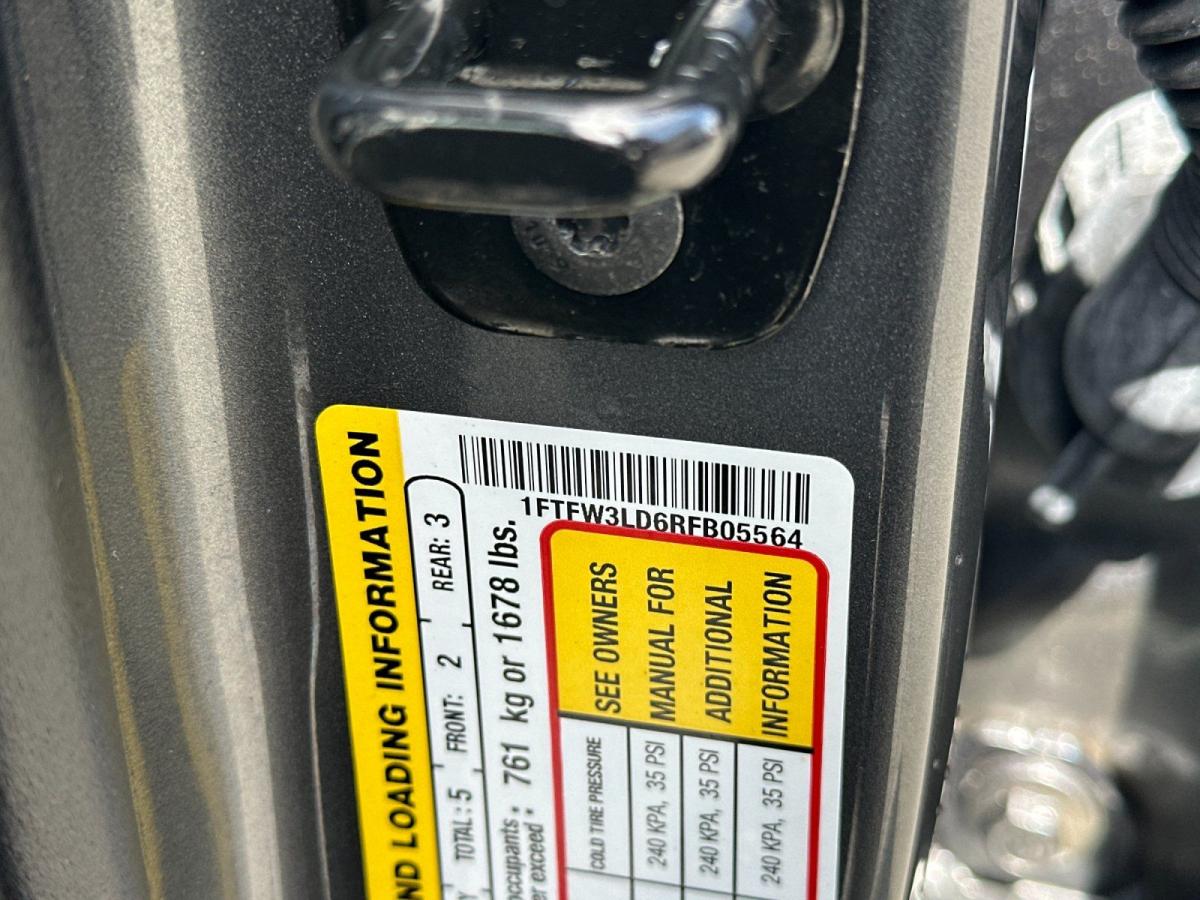 1FTFW3LD6RFB05564
ND LOADING INFORMATION
TOTAL: 5 FRONT: 2 REAR: 3
occupants
er exceed: 761 kg or 1678 lbs.
COLD TIRE PRESSURE
240 KPA, 35 PSI
240 KPA, 35 PSI
240 KPA, 35 PSI
SEE OWNERS
MANUAL FOR
ADDITIONAL
INFORMATION